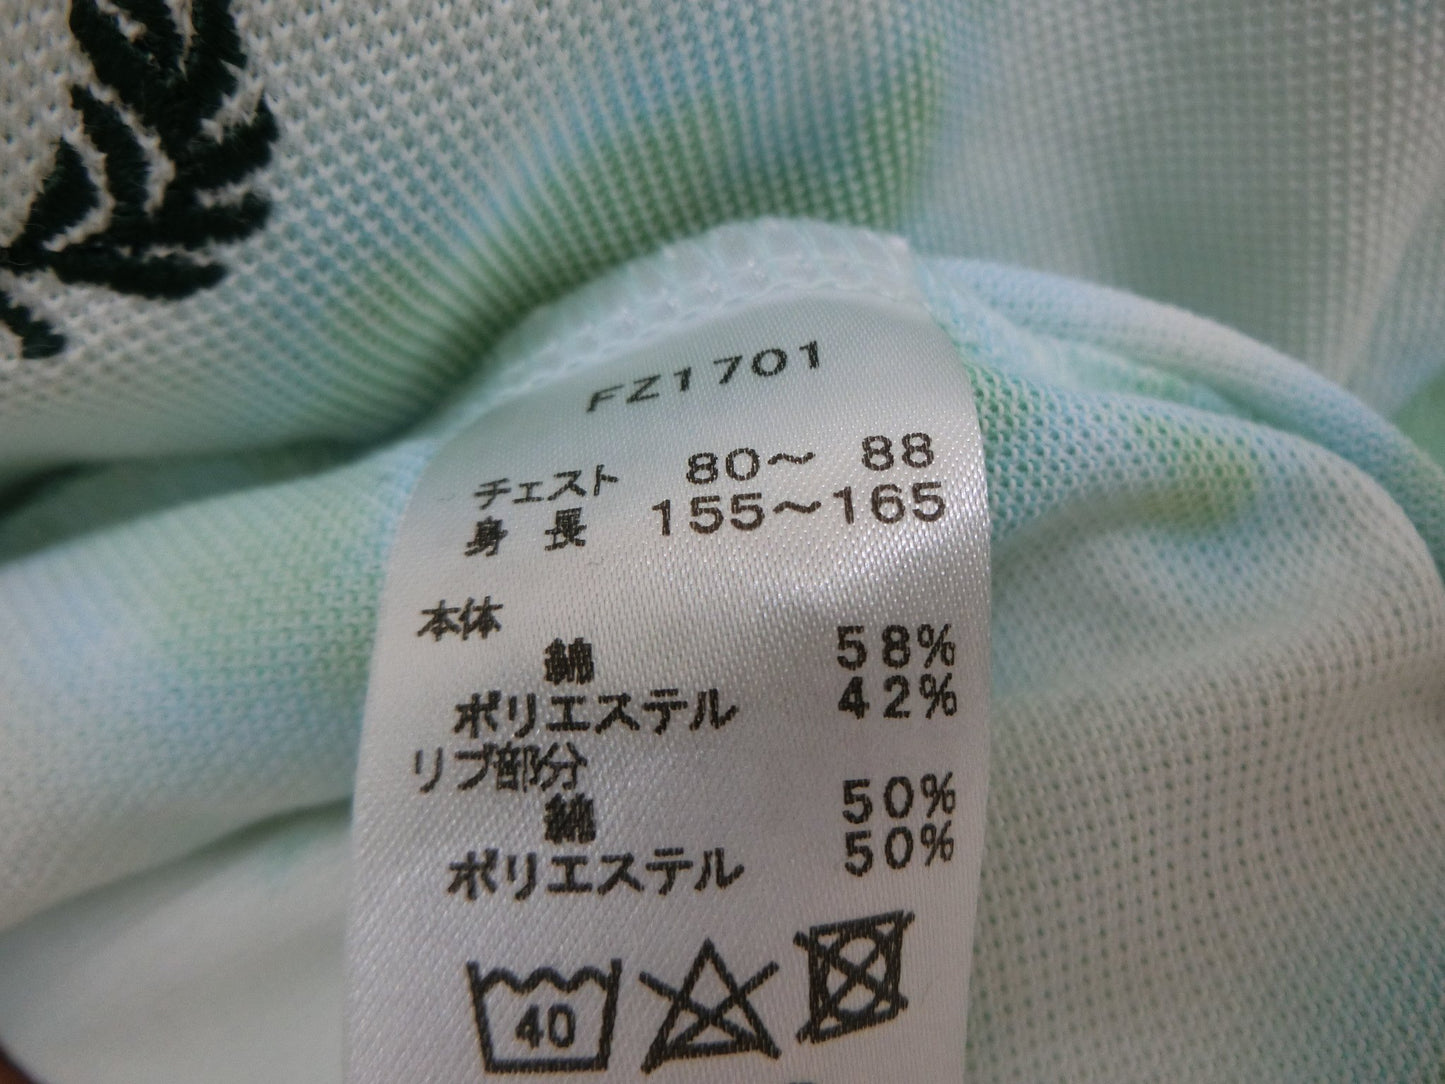 FZ1701
チェスト 80～ 88
身長 155～165
本体
綿 58%
ポリエステル 42%
リブ部分
綿 50%
ポリエステル 50%
40